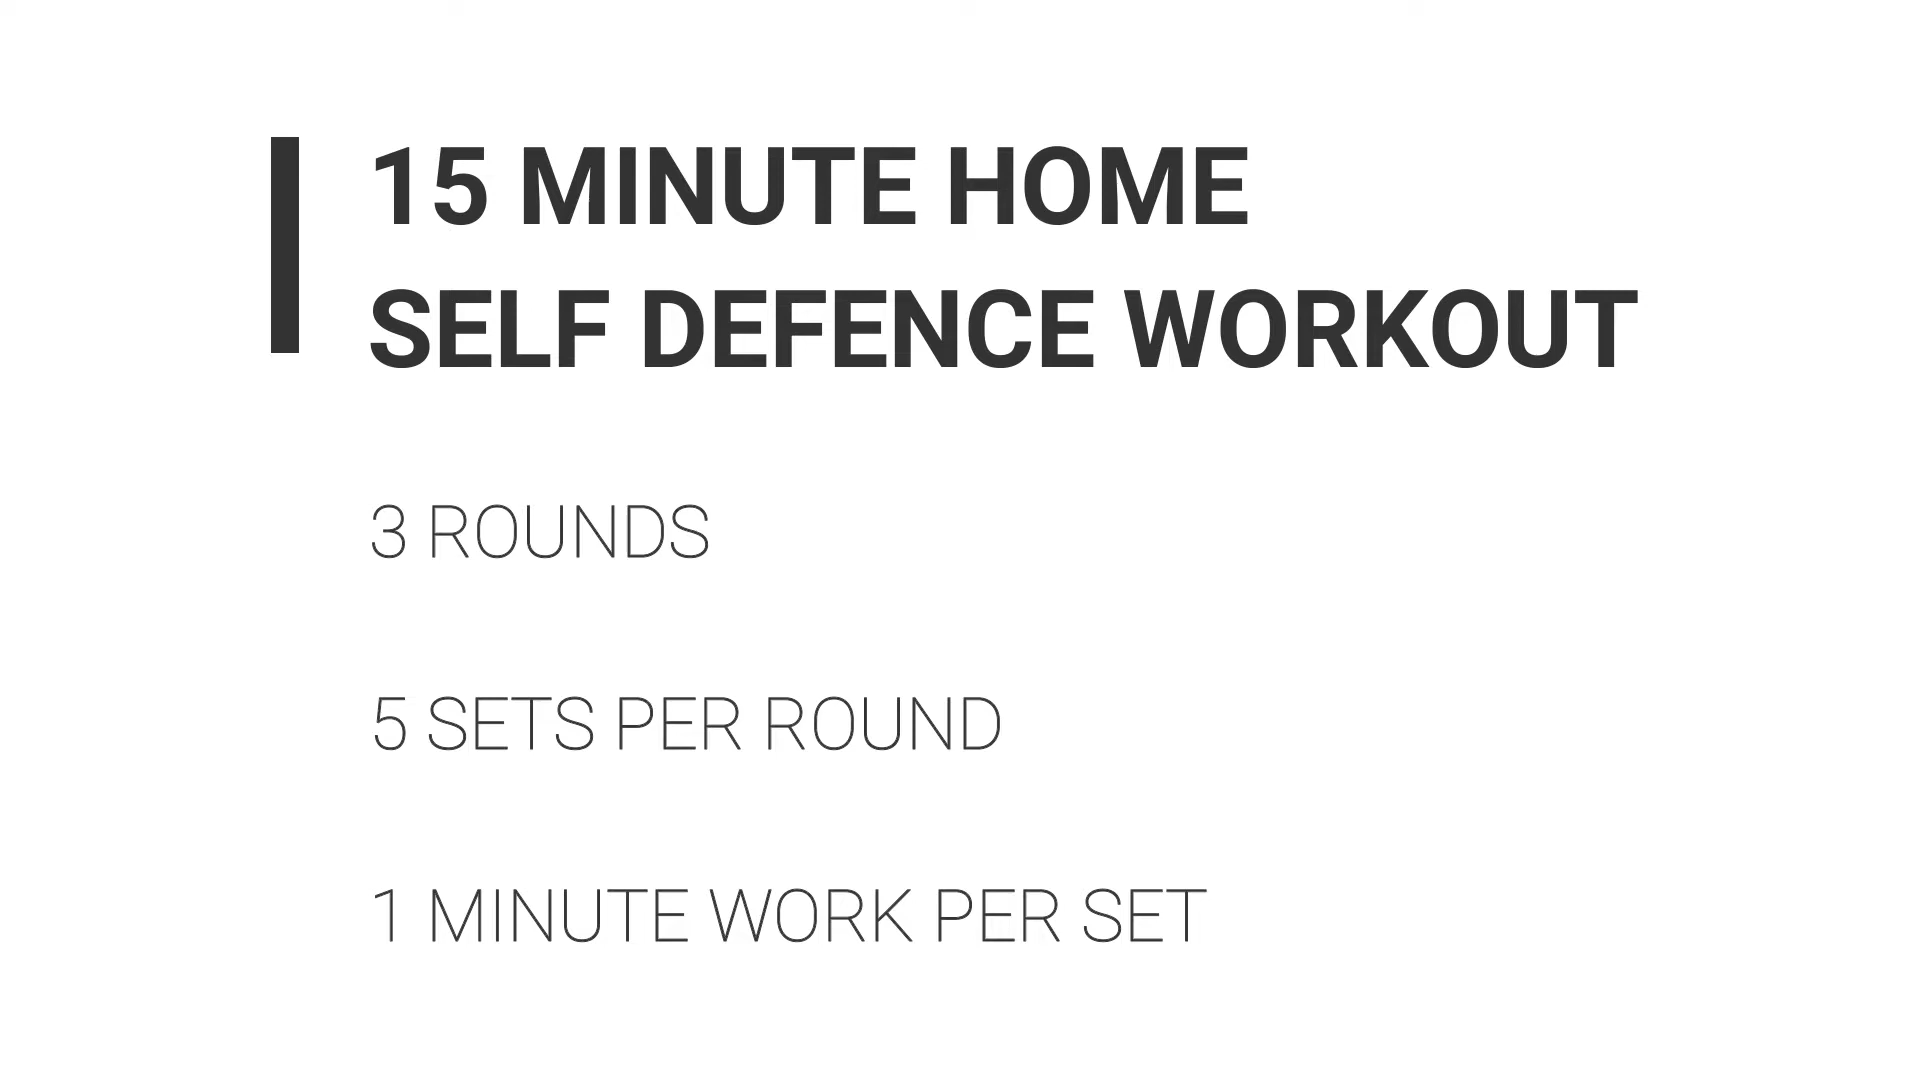 15 MINUTE HOME
SELF DEFENCE WORKOUT
3 ROUNDS
5 SETS PER ROUND
1 MINUTE WORK PER SET